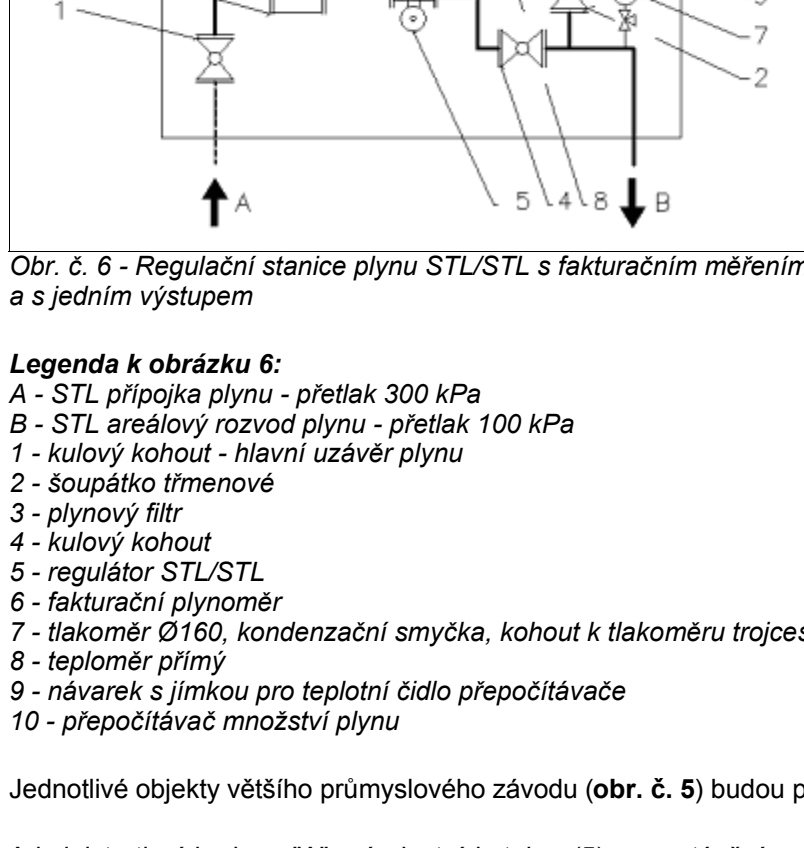 1
7
2
A
5
4
8
B
Obr. č. 6 - Regulační stanice plynu STL/STL s fakturačním měřením
a s jedním výstupem
Legenda k obrázku 6:
A - STL přípojka plynu - přetlak 300 kPa
B - STL areálový rozvod plynu - přetlak 100 kPa
1 - kulový kohout - hlavní uzávěr plynu
2 - šoupátko třmenové
3 - plynový filtr
4 - kulový kohout
5 - regulátor STL/STL
6 - fakturační plynoměr
7 - tlakoměr Ø160, kondenzační smyčka, kohout k tlakoměru trojces
8 - teploměr přímý
9 - návarek s jímkou pro teplotní čidlo přepočítávače
10 - přepočítávač množství plynu
Jednotlivé objekty většího průmyslového závodu (obr. č. 5) budou p